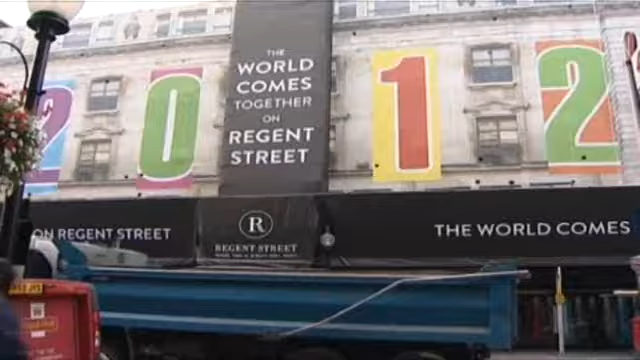 2 0 1 2
THE
WORLD
COMES
TOGETHER
ON
REGENT
STREET
ON REGENT STREET
R
REGENT STREET
THE WORLD COMES